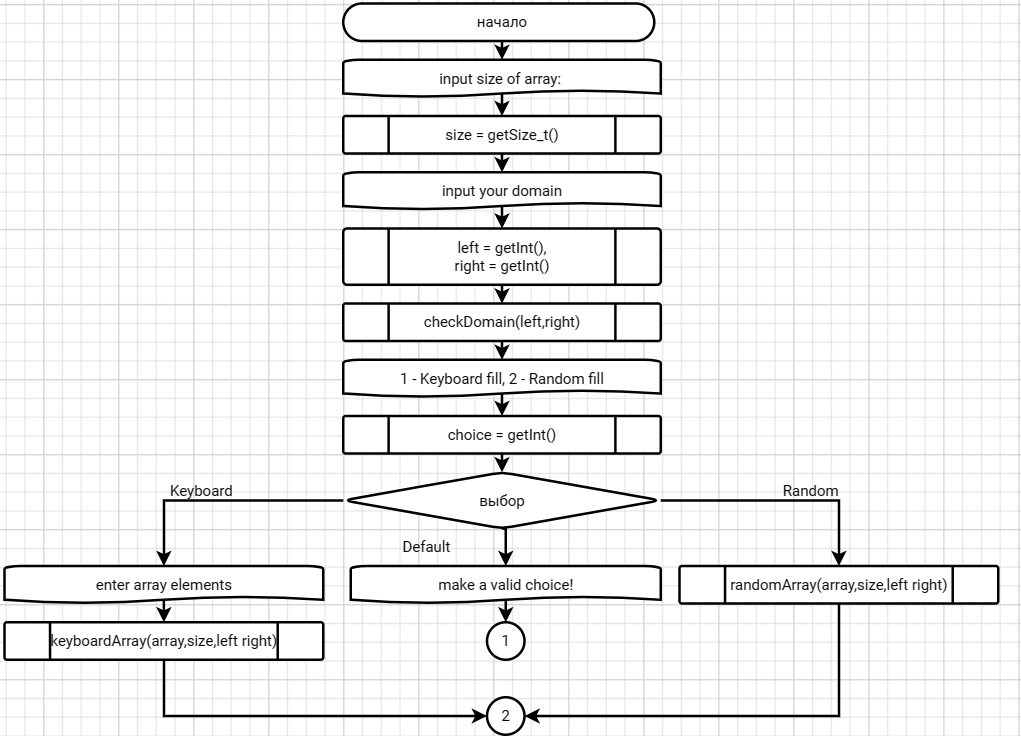 начало
input size of array:
size = getSize_t()
input your domain
left = getInt(),
right = getInt()
checkDomain(left,right)
1 - Keyboard fill, 2 - Random fill
choice = getInt()
Keyboard
выбор
Random
Default
enter array elements
make a valid choice!
randomArray(array,size,left right)
keyboardArray(array,size,left right)
1
2